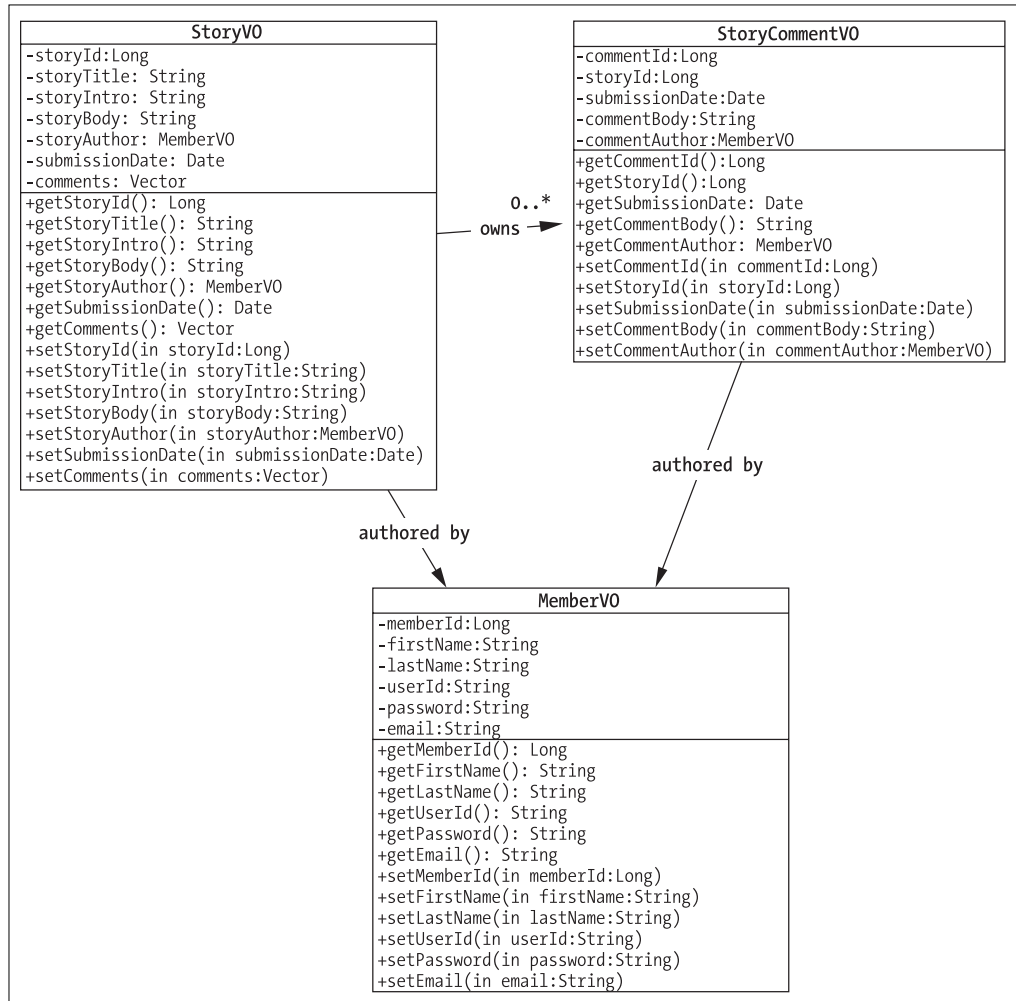 StoryVO
-storyId:Long
-storyTitle: String
-storyIntro: String
-storyBody: String
-storyAuthor: MemberVO
-submissionDate: Date
-comments: Vector
+getStoryId(): Long
+getStoryTitle(): String
+getStoryIntro(): String
+getStoryBody(): String
+getStoryAuthor(): MemberVO
+getSubmissionDate(): Date
+getComments(): Vector
+setStoryId(in storyId:Long)
+setStoryTitle(in storyTitle:String)
+setStoryIntro(in storyIntro:String)
+setStoryBody(in storyBody:String)
+setStoryAuthor(in storyAuthor:MemberVO)
+setSubmissionDate(in submissionDate:Date)
+setComments(in comments:Vector)
0..*
owns
StoryCommentVO
-commentId:Long
-storyId:Long
-submissionDate:Date
-commentBody:String
-commentAuthor:MemberVO
+getCommentId():Long
+getStoryId():Long
+getSubmissionDate: Date
+getCommentBody(): String
+getCommentAuthor: MemberVO
+setCommentId(in commentId:Long)
+setStoryId(in storyId:Long)
+setSubmissionDate(in submissionDate:Date)
+setCommentBody(in commentBody:String)
+setCommentAuthor(in commentAuthor:MemberVO)
authored by
authored by
MemberVO
-memberId:Long
-firstName:String
-lastName:String
-userId:String
-password:String
-email:String
+getMemberId(): Long
+getFirstName(): String
+getLastName(): String
+getUserId(): String
+getPassword(): String
+getEmail(): String
+setMemberId(in memberId:Long)
+setFirstName(in firstName:String)
+setLastName(in lastName:String)
+setUserId(in userId:String)
+setPassword(in password:String)
+setEmail(in email:String)